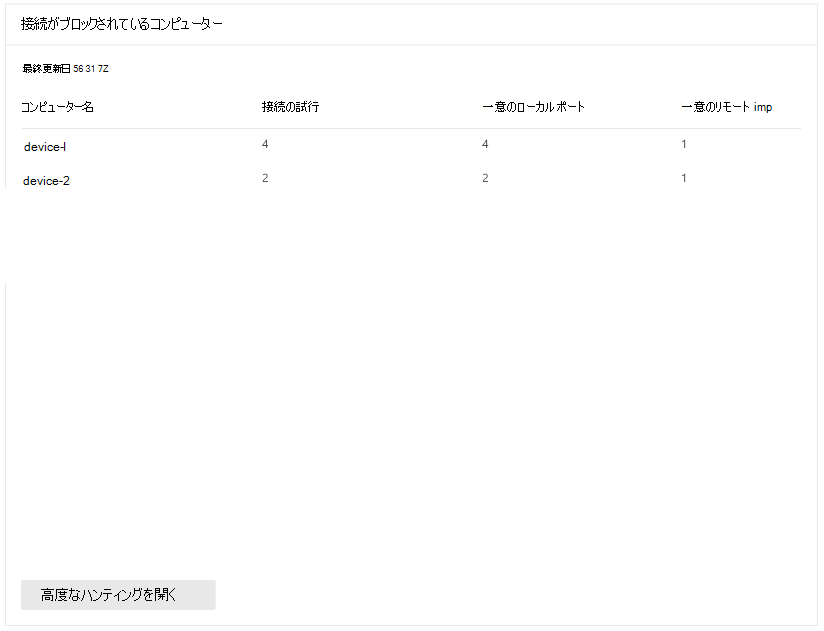 接続がブロックされているコンピューター
最終更新日 56 31 7Z
コンピューター名 接続の試行 一意のローカル ポート 一意のリモート imp
device-l 4 4 1
device-2 2 2 1
高度なハンティングを開く